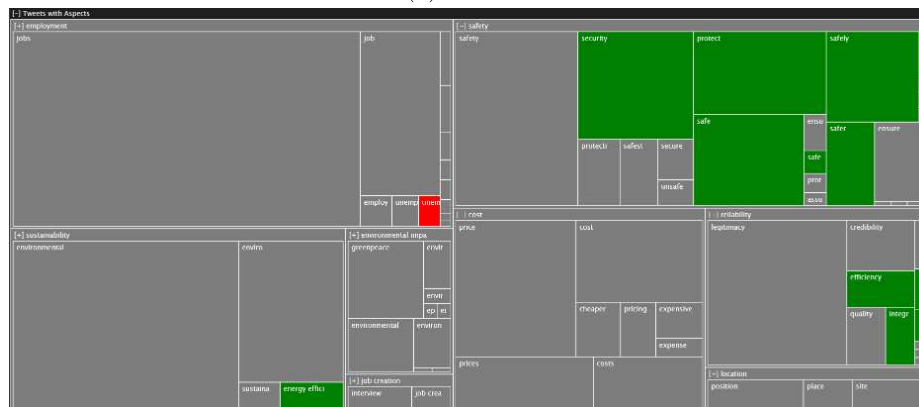 [-] Tweets with Aspects
[+] employment
jobs
job
employ
unemp
unem
[-] safety
safety
security
protect
safely
protecti
safest
secure
unsafe
safe
ensu
safe
safer
ensure
[+] sustainability
environmental
enviro
sustaina
energy effici
[+] environmental impa
greenpeace
envir
envir
ep
environmental
environ
[+] job creation
interview
job crea
[-] cost
price
cost
cheaper
pricing
expensive
expense
prices
costs
[-] reliability
legitimacy
credibility
efficiency
quality
integr
[-] location
position
place
site